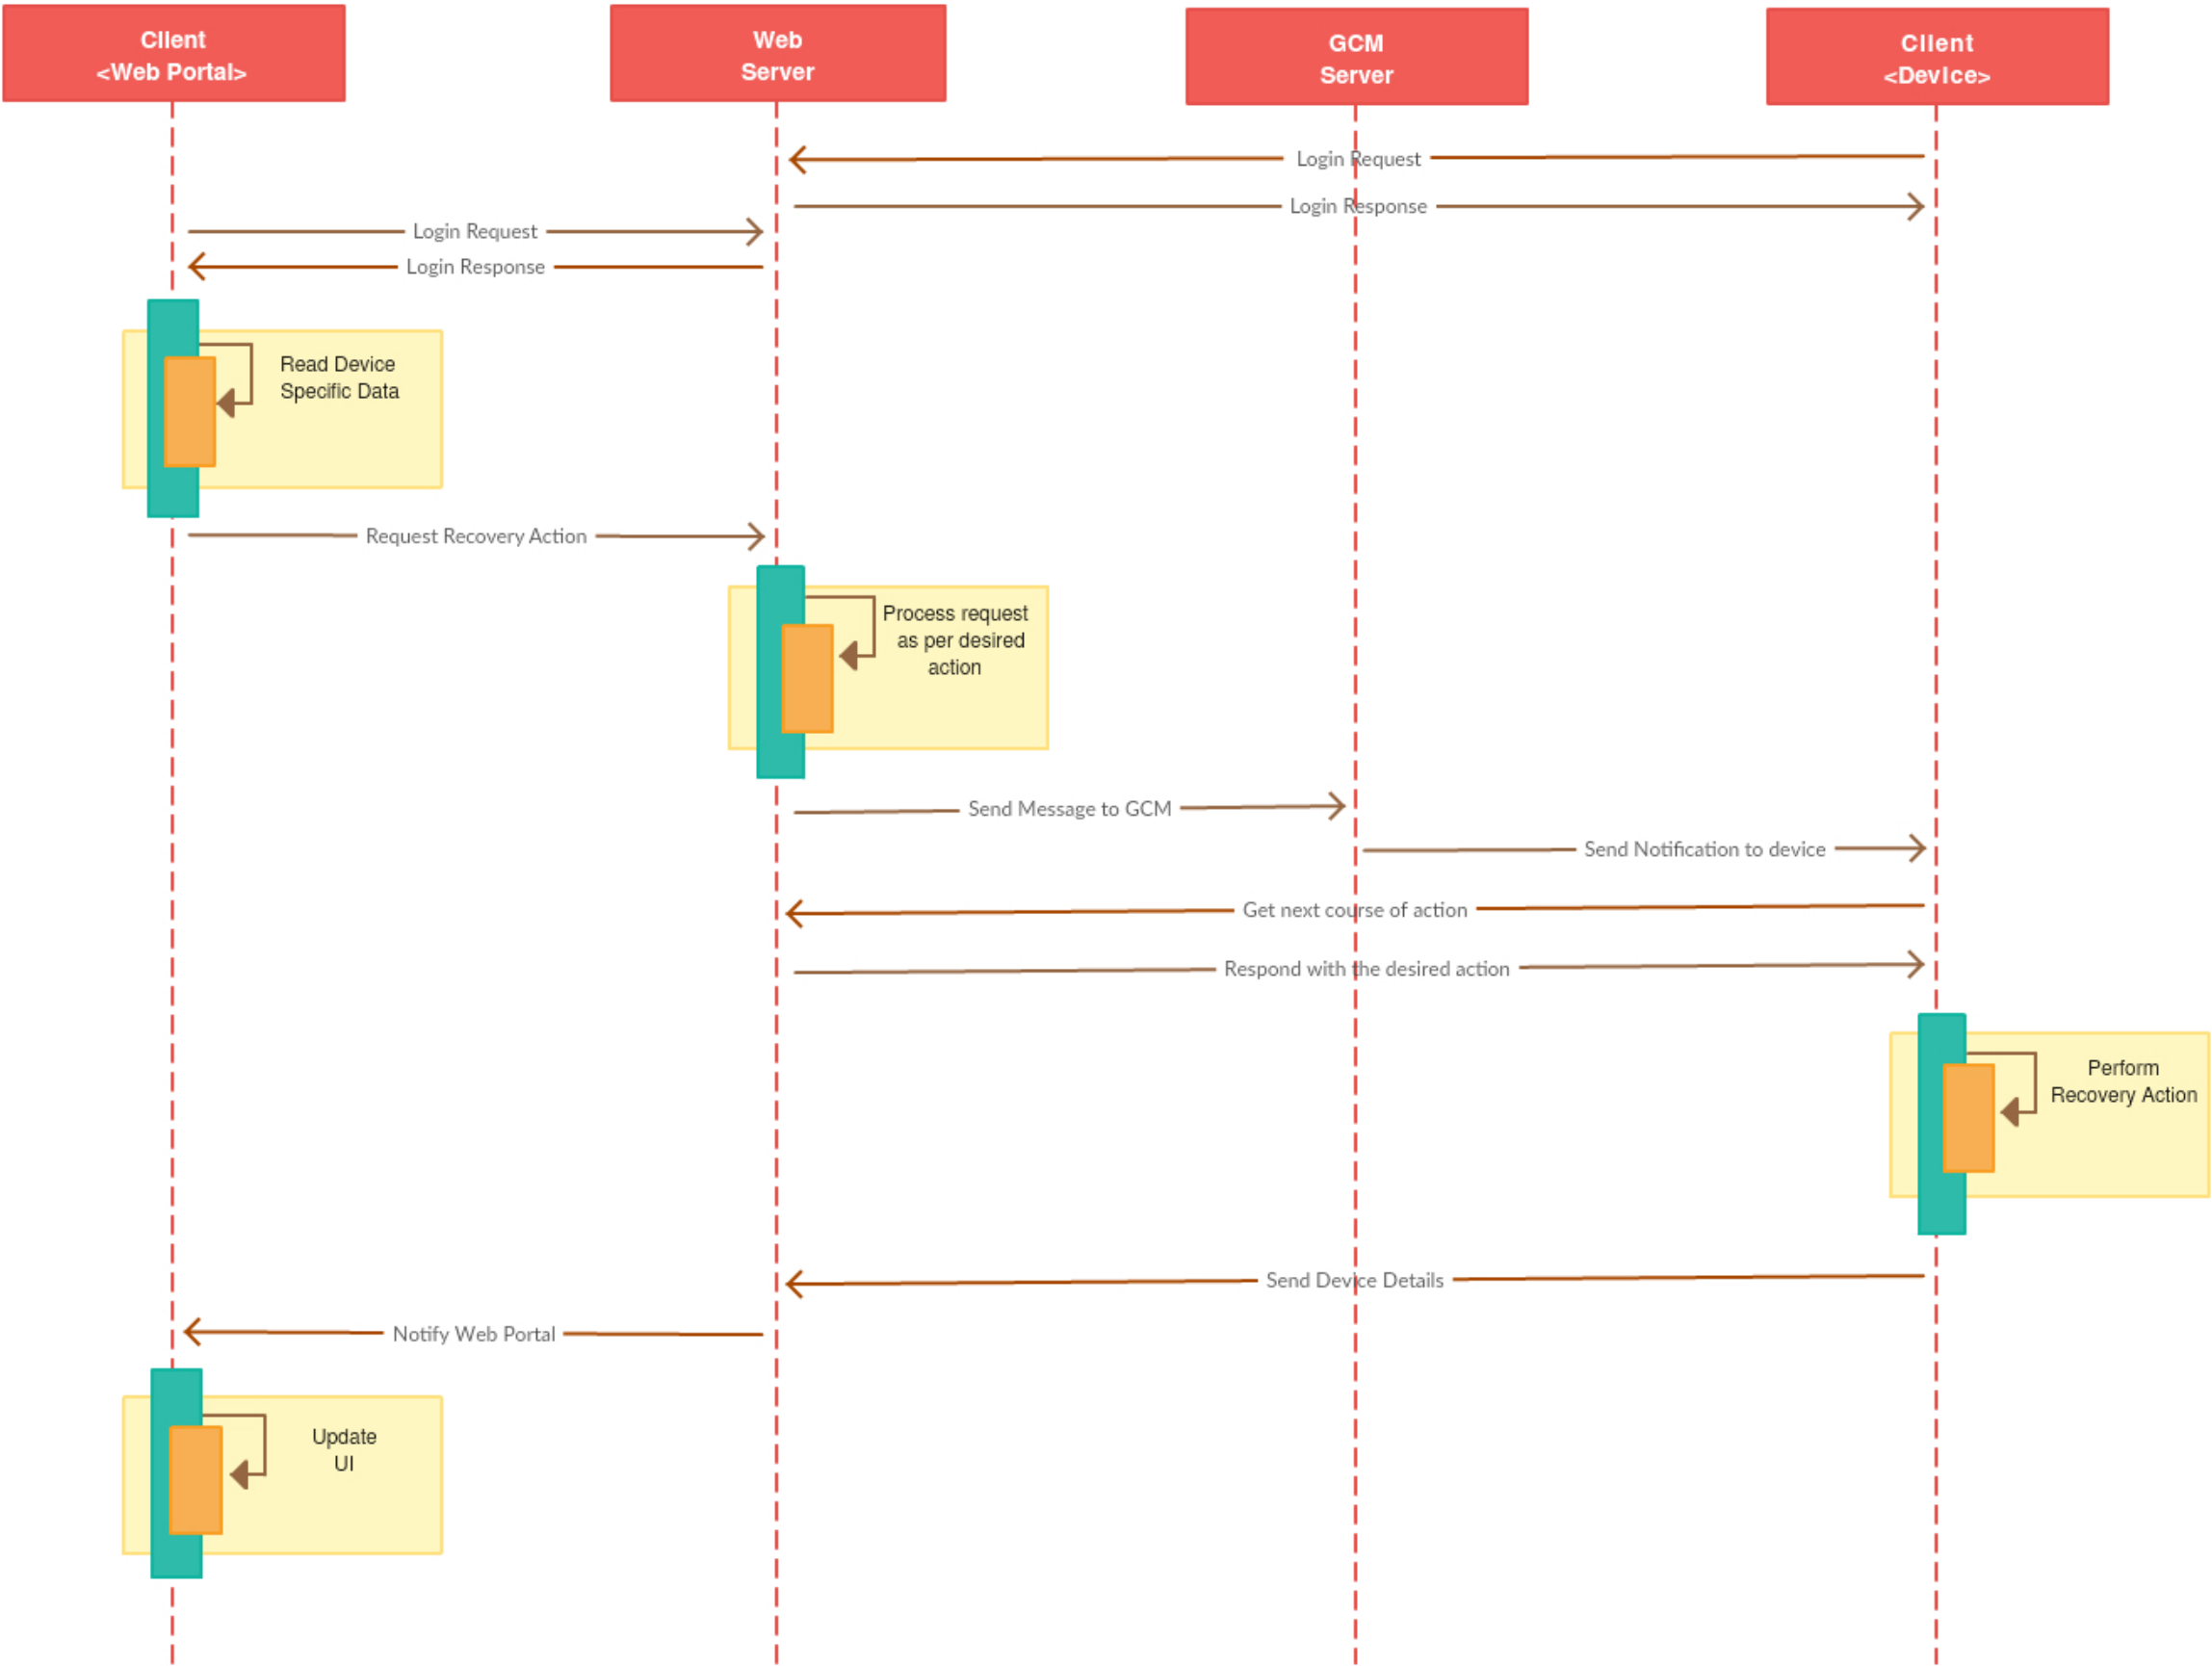 Client
<Web Portal>
Web
Server
GCM
Server
Client
<Device>
Login Request
Login Response
Login Request
Login Response
Read Device
Specific Data
Request Recovery Action
Process request
as per desired
action
Send Message to GCM
Send Notification to device
Get next course of action
Respond with the desired action
Perform
Recovery Action
Send Device Details
Notify Web Portal
Update
UI